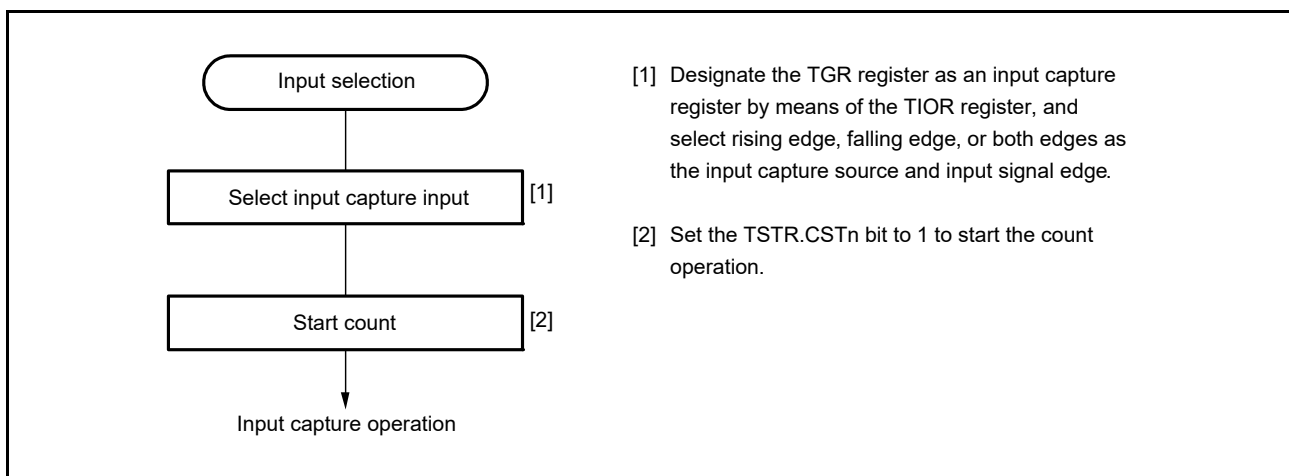 Input selection
Select input capture input
[1]
Start count
[2]
Input capture operation
[1] Designate the TGR register as an input capture
register by means of the TIOR register, and
select rising edge, falling edge, or both edges as
the input capture source and input signal edge.
[2] Set the TSTR.CSTn bit to 1 to start the count
operation.